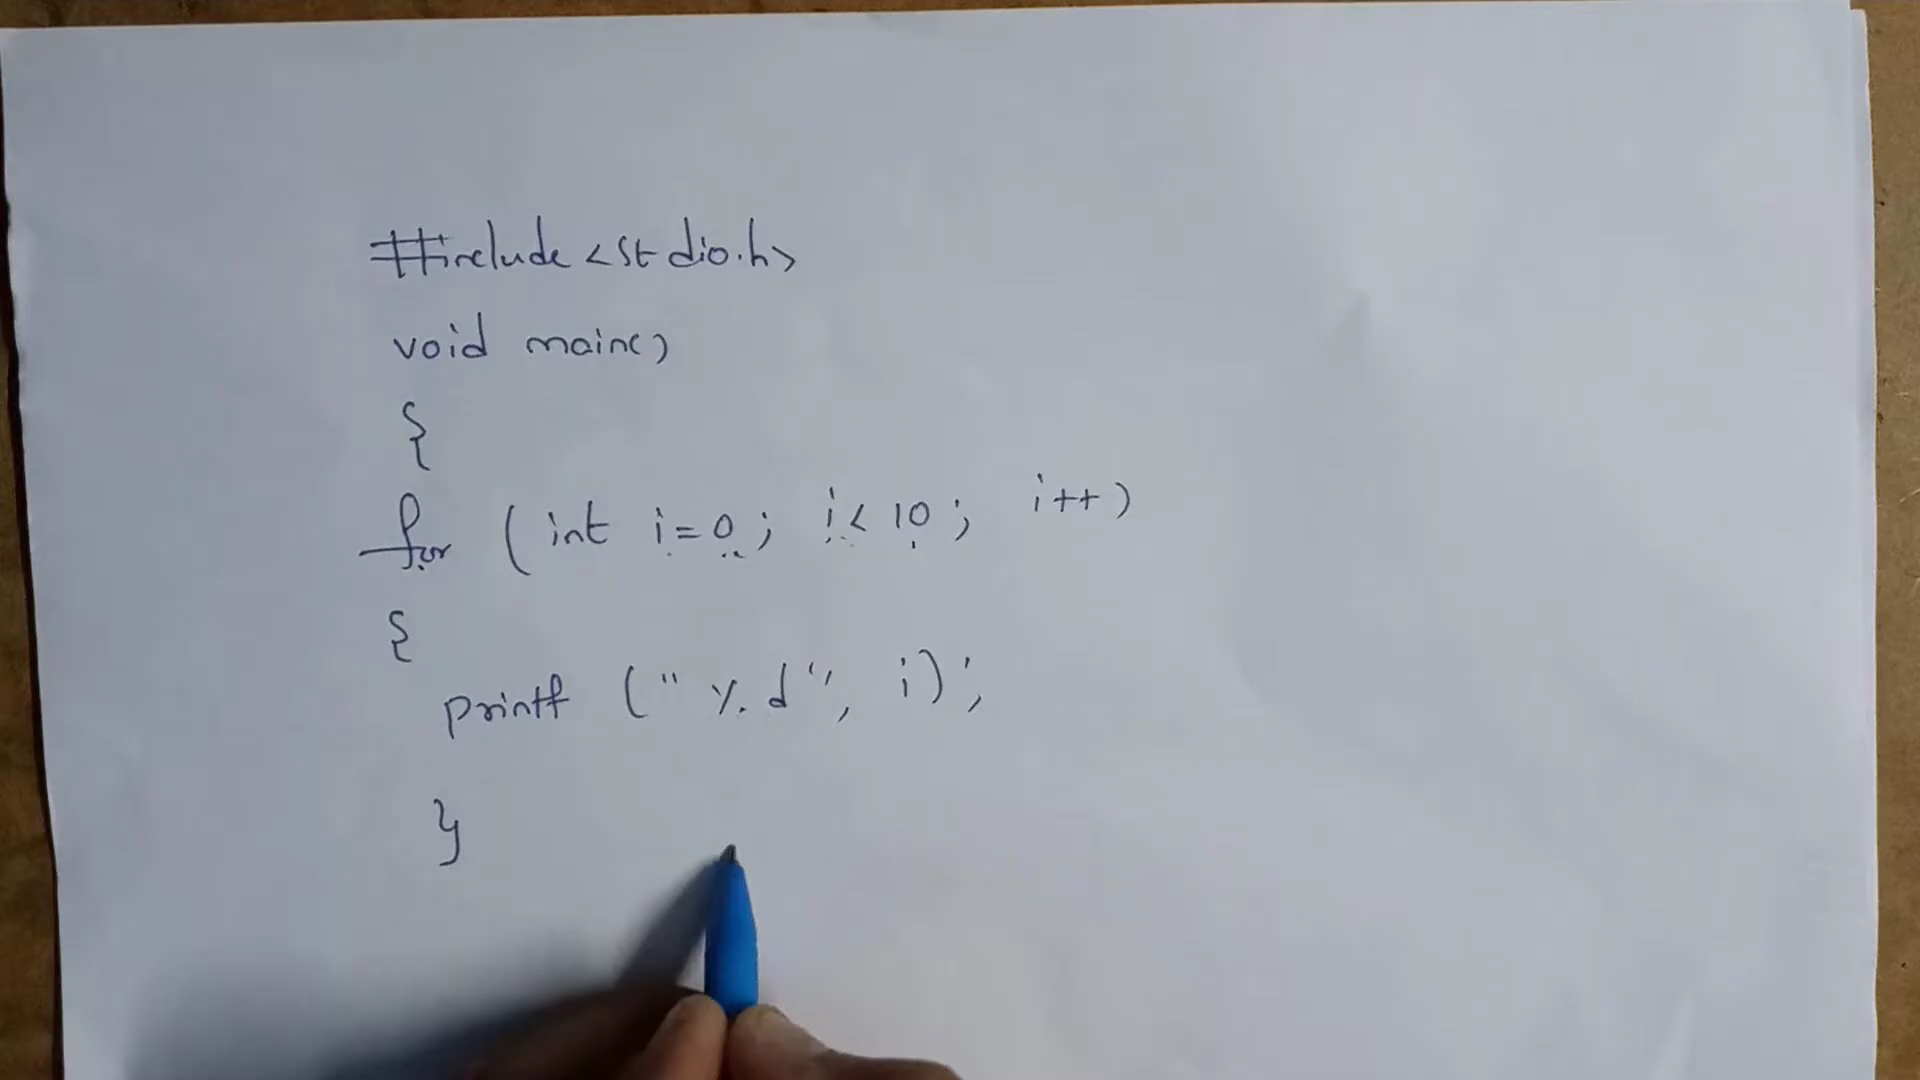 #include <stdio.h>
void main()
{
for (int i=0; i< 10; i++)
{
printf ("%d", i);
}